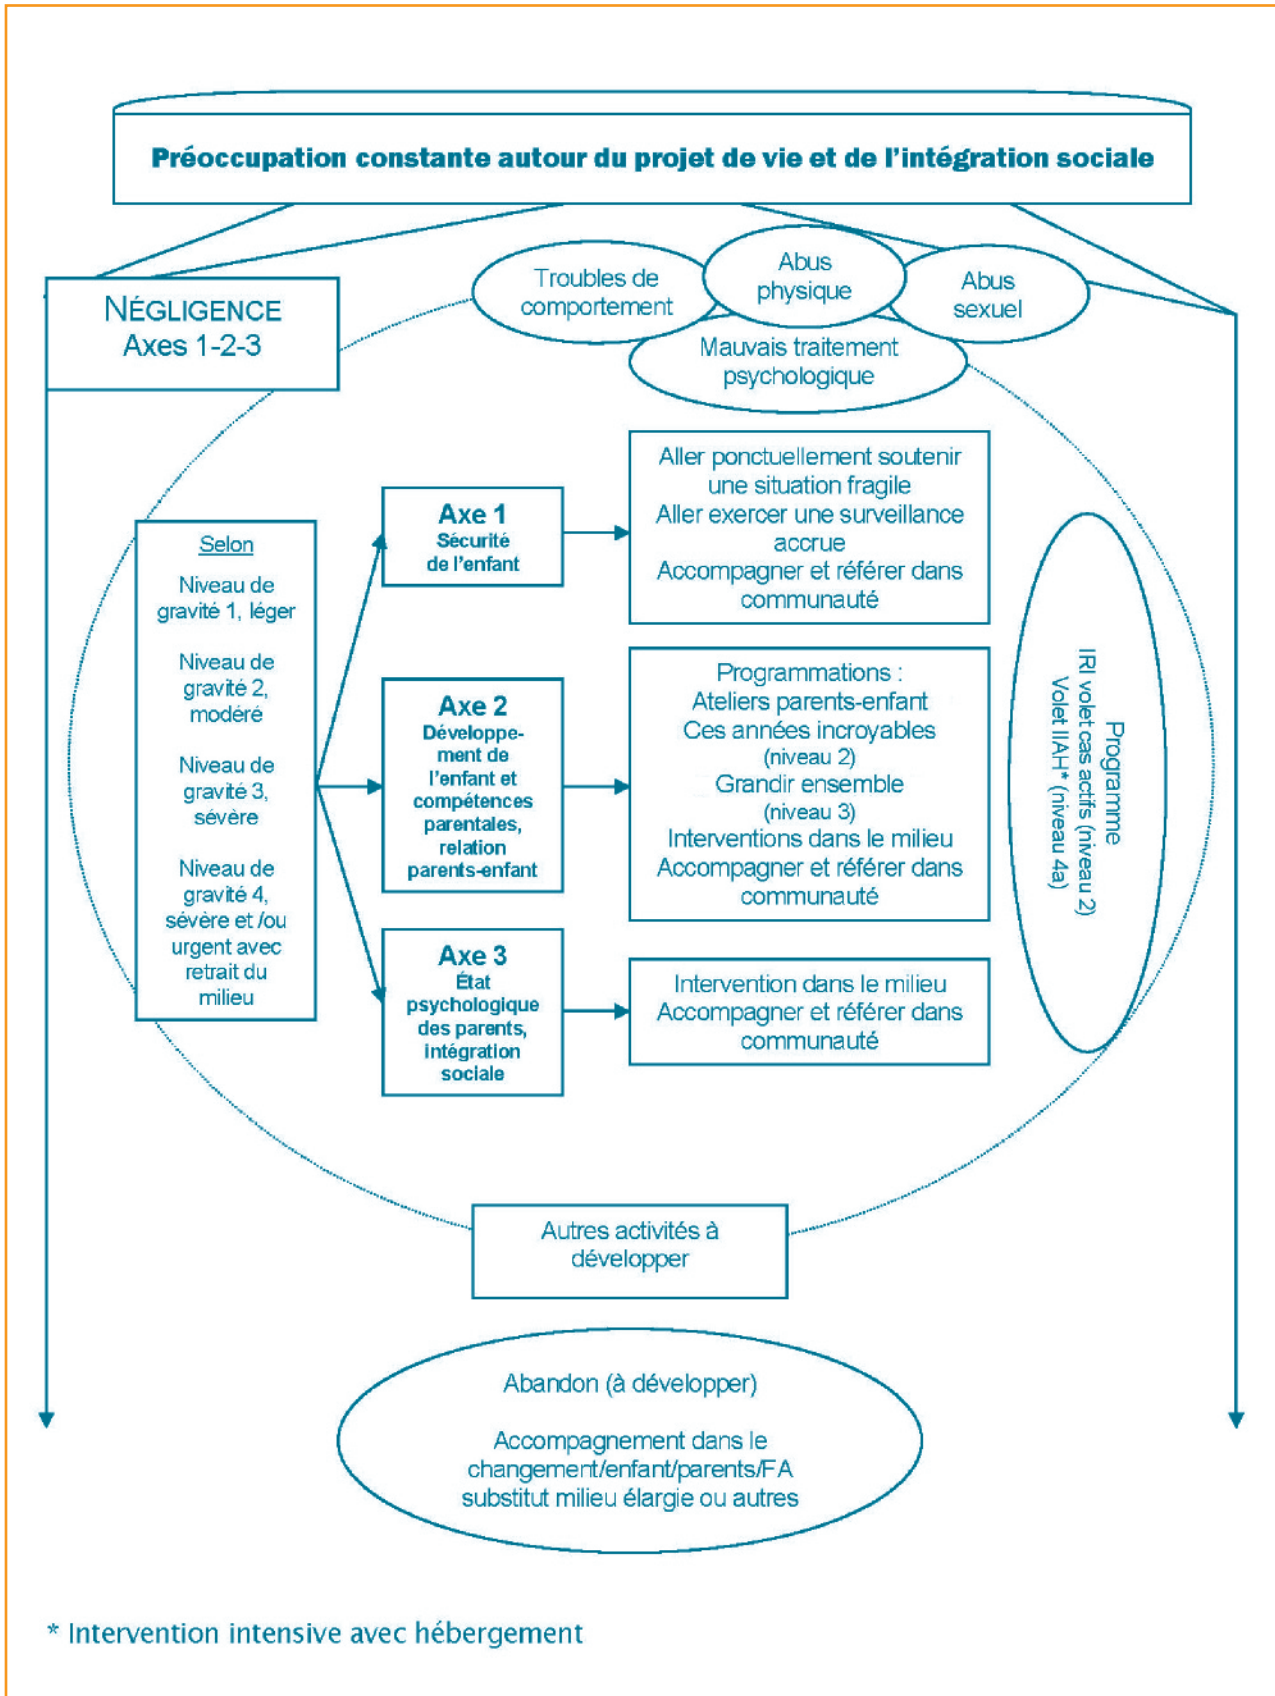 Préoccupation constante autour du projet de vie et de l'intégration sociale
NÉGLIGENCE
Axes 1-2-3
Troubles de
comportement
Abus
physique
Abus
sexuel
Mauvais traitement
psychologique
Selon
Niveau de
gravité 1, léger
Niveau de
gravité 2,
modéré
Niveau de
gravité 3,
sévère
Niveau de
gravité 4,
sévère et /ou
urgent avec
retrait du
milieu
Axe 1
Sécurité
de l'enfant
Aller ponctuellement soutenir
une situation fragile
Aller exercer une surveillance
accrue
Accompagner et référer dans
communauté
Axe 2
Développe-
ment de
l'enfant et
compétences
parentales,
relation
parents-enfant
Programmations :
Ateliers parents-enfant
Ces années incroyables
(niveau 2)
Grandir ensemble
(niveau 3)
Interventions dans le milieu
Accompagner et référer dans
communauté
Axe 3
État
psychologique
des parents,
intégration
sociale
Intervention dans le milieu
Accompagner et référer dans
communauté
Programme
IRI volet cas actifs (niveau 2)
Volet IIAH* (niveau 4a)
Autres activités à
développer
Abandon (à développer)
Accompagnement dans le
changement/enfant/parents/FA
substitut milieu élargie ou autres
* Intervention intensive avec hébergement